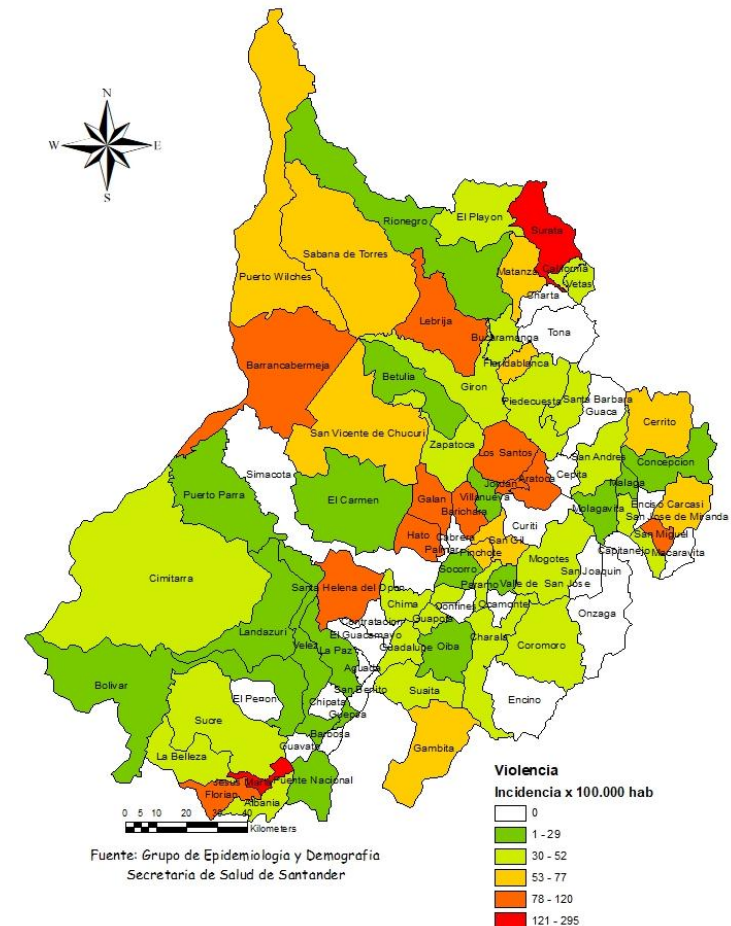 N
W
E
S
El Playon
Rionegro
Surata
Sabana de Torres
Matanza
California
Puerto Wilches
Vetas
Charta
Lebrija
Tona
Bucaramanga
Barrancabermeja
Floridablanca
Betulia
Giron
Piedecuesta
Santa Barbara
Guaca
Cerrito
San Vicente de Chucuri
Zapatoca
Los Santos
San Andres
Concepcion
Simacota
Cepita
Jordan
Aratoca
Malaga
Puerto Parra
El Carmen
Galan
Villanueva
Enciso
Carcasi
Barichara
Molagavita
San Jose de Miranda
Curiti
Hato
Cabrera
San Gil
San Miguel
Palmar
Pinchote
Capitanejo
Macaravita
Mogotes
Cimitarra
Socorro
San Joaquin
Santa Helena del Opon
Paramo
Valle de San Jose
Chima
Confines
Ocamonte
Onzaga
Contratacion
Guapota
Landazuri
El Guacamayo
Charala
Velez
La Paz
Guadalupe
Oiba
Coromoro
Aguada
Bolivar
San Benito
Suaita
El Penon
Chipata
Encino
Guepsa
Sucre
Barbosa
Guavata
Gambita
La Belleza
Jesus Maria
Puente Nacional
Florian
Albania
0 5 10 20 30 40
Kilometers
Fuente: Grupo de Epidemiologia y Demografia
Secretaria de Salud de Santander
Violencia
Incidencia x 100.000 hab
0
1 - 29
30 - 52
53 - 77
78 - 120
121 - 295